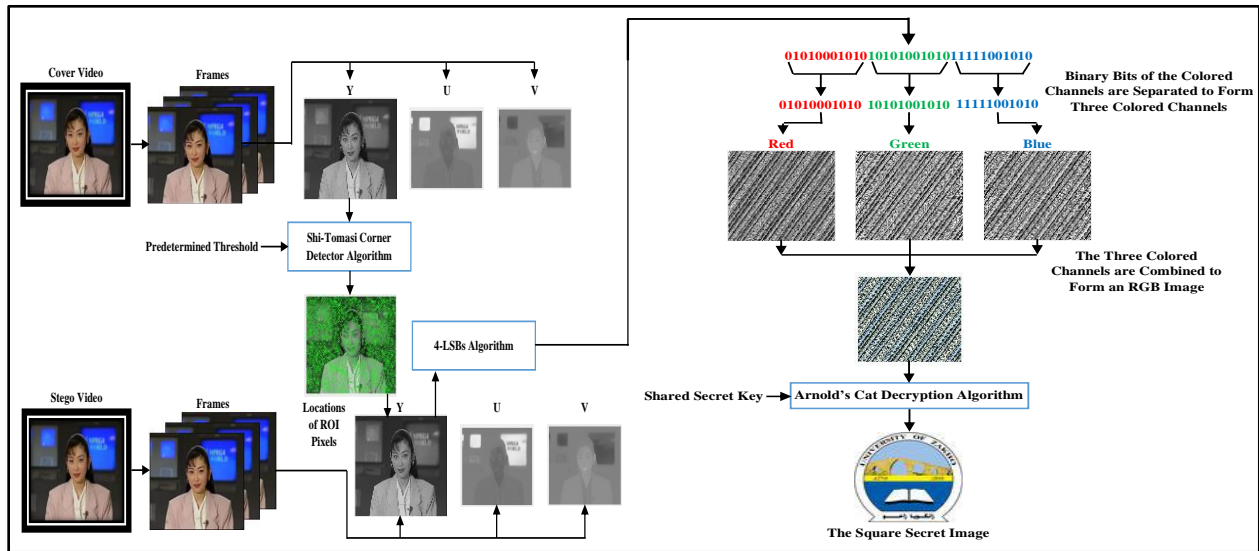 Cover Video
Frames
Y
U
V
Predetermined Threshold
Shi-Tomasi Corner
Detector Algorithm
4-LSBs Algorithm
Stego Video
Frames
Locations
of ROI
Pixels
Y
U
V
010100010101010100101011111001010
Binary Bits of the Colored
Channels are Separated to Form
Three Colored Channels
01010001010 10101001010 11111001010
Red
Green
Blue
The Three Colored
Channels are Combined to
Form an RGB Image
Shared Secret Key
Arnold's Cat Decryption Algorithm
UNIVERSITY OF ZAKHO
The Square Secret Image